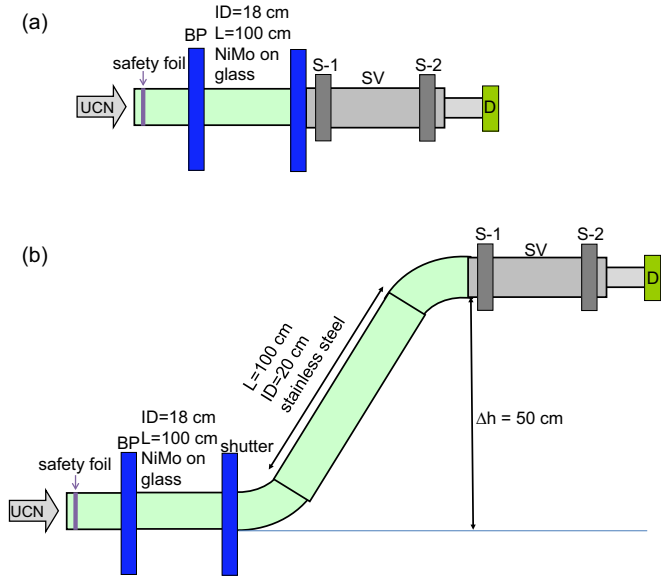 (a)
ID=18 cm
BP L=100 cm
NiMo on
glass
safety foil
S-1
SV
S-2
UCN
D
(b)
S-1
SV
S-2
D
L=100 cm
ID=20 cm
stainless steel
Δh = 50 cm
ID=18 cm
BP L=100 cm shutter
NiMo on
glass
safety foil
UCN